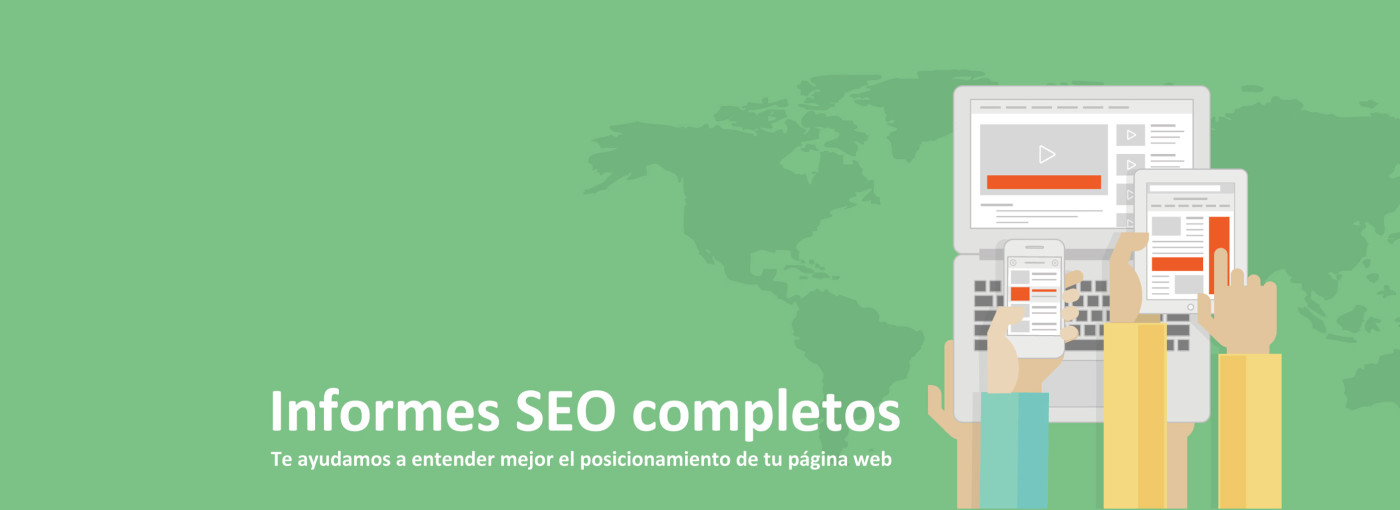 Informes SEO completos
Te ayudamos a entender mejor el posicionamiento de tu página web